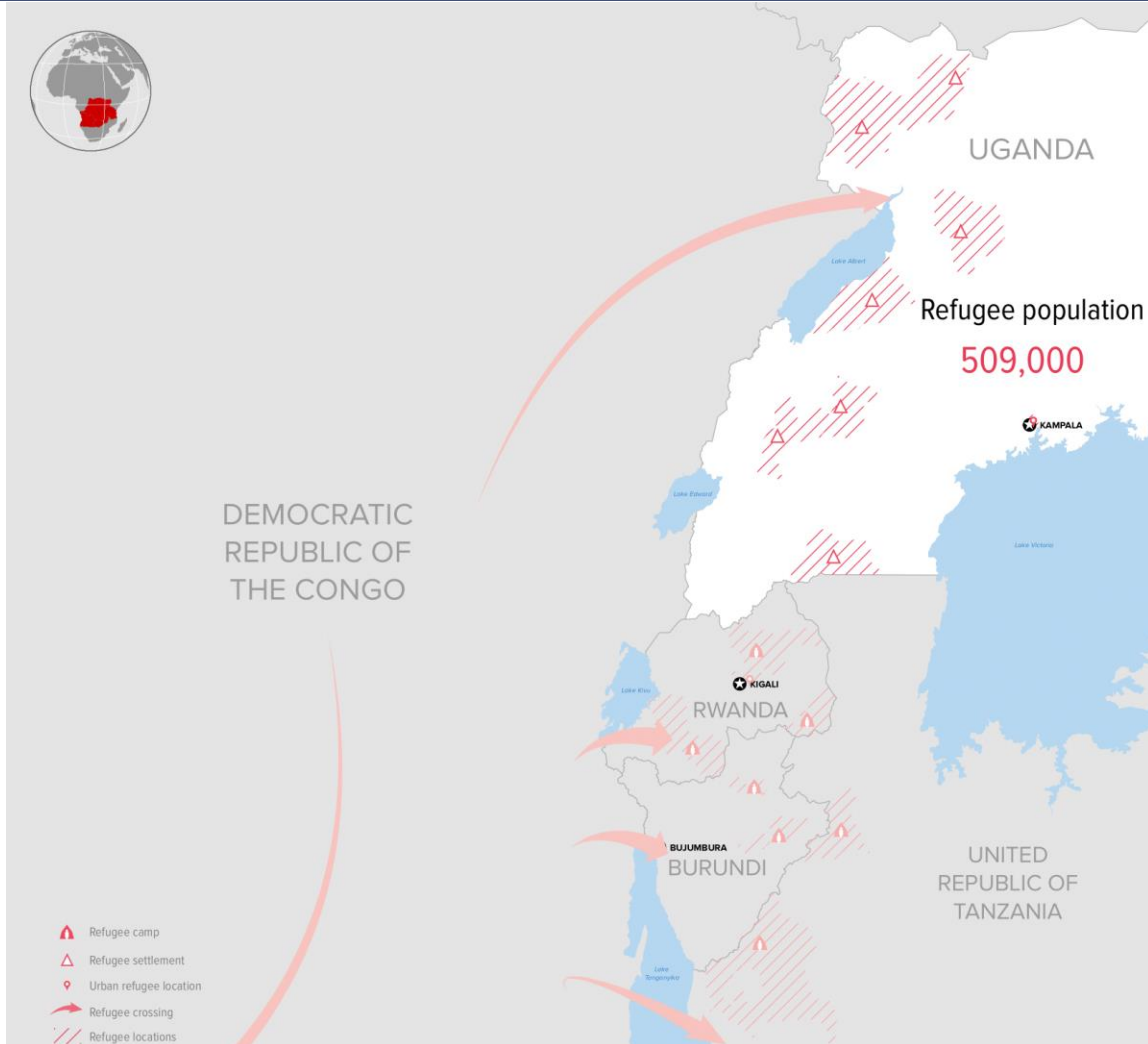 UGANDA
Lake Albert
Refugee population
509,000
KAMPALA
Lake Edward
DEMOCRATIC
REPUBLIC OF
THE CONGO
Lake Victoria
KIGALI
Lake Kivu
RWANDA
BUJUMBURA
BURUNDI
UNITED
REPUBLIC OF
TANZANIA
Lake
Tanganyika
Refugee camp
Refugee settlement
Urban refugee location
Refugee crossing
Refugee locations